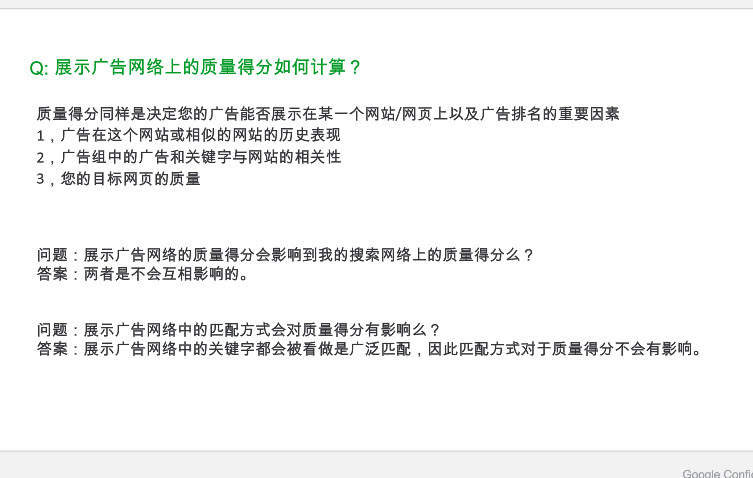 Q: 展示广告网络上的质量得分如何计算？
质量得分同样是决定您的广告能否展示在某一个网站/网页上以及广告排名的重要因素
1，广告在这个网站或相似的网站的历史表现
2，广告组中的广告和关键字与网站的相关性
3，您的目标网页的质量
问题：展示广告网络的质量得分会影响到我的搜索网络上的质量得分么？
答案：两者是不会互相影响的。
问题：展示广告网络中的匹配方式会对质量得分有影响么？
答案：展示广告网络中的关键字都会被看做是广泛匹配，因此匹配方式对于质量得分不会有影响。
Google Confi